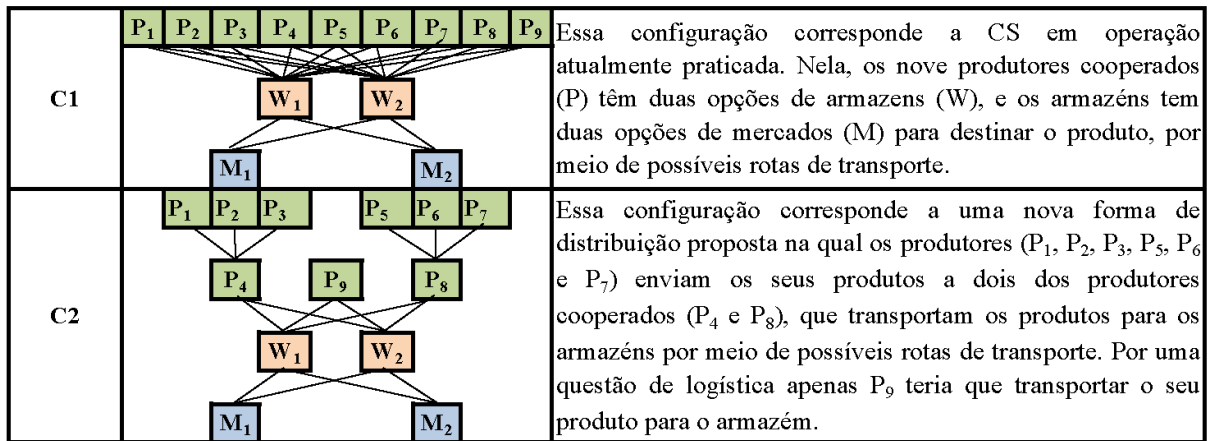 P1 P2 P3 P4 P5 P6 P7 P8 P9
C1
W1 W2
M1 M2
Essa configuração corresponde a CS em operação
atualmente praticada. Nela, os nove produtores cooperados
(P) têm duas opções de armazens (W), e os armazéns tem
duas opções de mercados (M) para destinar o produto, por
meio de possíveis rotas de transporte.
P1 P2 P3 P5 P6 P7
P4 P9 P8
C2
W1 W2
M1 M2
Essa configuração corresponde a uma nova forma de
distribuição proposta na qual os produtores (P1, P2, P3, P5, P6
e P7) enviam os seus produtos a dois dos produtores
cooperados (P4 e P8), que transportam os produtos para os
armazéns por meio de possíveis rotas de transporte. Por uma
questão de logística apenas P9 teria que transportar o seu
produto para o armazém.